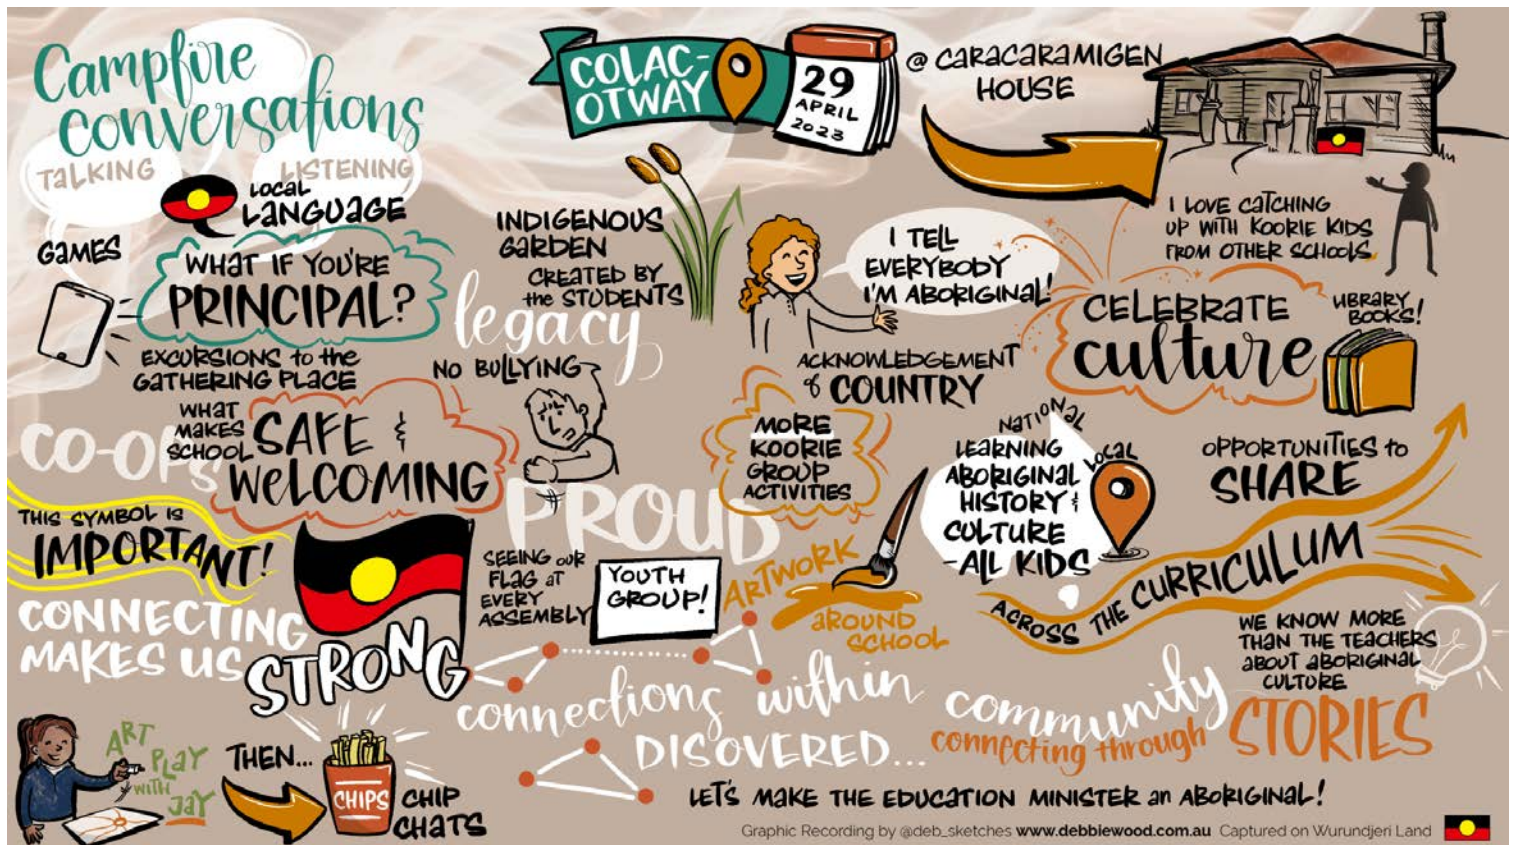 Campfire
conversations
TALKING
LISTENING
LOCAL
LANGUAGE
GAMES
WHAT IF YOU'RE
PRINCIPAL?
EXCURSIONS to the
GATHERING PLACE
COLAC-
OTWAY
29
APRIL
2023
@ CARACARAMIGEN
HOUSE
I LOVE CATCHING
UP WITH KOORIE KIDS
FROM OTHER SCHOOLS
INDIGENOUS
GARDEN
CREATED BY
the STUDENTS
legacy
I TELL
EVERYBODY
I'M ABORIGINAL!
ACKNOWLEDGEMENT
of COUNTRY
CELEBRATE
culture
LIBRARY
BOOKS!
NO BULLYING
WHAT
MAKES
SCHOOL
SAFE &
WELCOMING
CO-OPS
PROUD
MORE
KOORIE
GROUP
ACTIVITIES
NATIONAL
LOCAL
LEARNING
ABORIGINAL
HISTORY &
CULTURE
-ALL KIDS
OPPORTUNITIES to
SHARE
ACROSS THE CURRICULUM
THIS SYMBOL IS
IMPORTANT!
CONNECTING
MAKES US
STRONG
SEEING OUR
FLAG AT
EVERY
ASSEMBLY
YOUTH
GROUP!
ARTWORK
AROUND
SCHOOL
WE KNOW MORE
THAN THE TEACHERS
ABOUT ABORIGINAL
CULTURE
connections within community
DISOVERED...
connecting through STORIES
ART
PLAY
WITH
JAY
THEN...
CHIPS
CHIP
CHATS
LET'S MAKE THE EDUCATION MINISTER an ABORIGINAL!
Graphic Recording by @deb_sketches www.debbiewood.com.au Captured on Wurundjeri Land